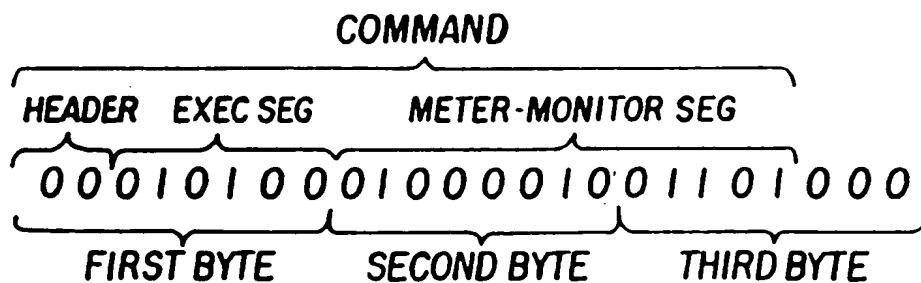 COMMAND
HEADER EXEC SEG METER-MONITOR SEG
0 0 0 1 0 1 0 0 0 1 0 0 0 0 1 0 0 1 1 0 1 0 0 0
FIRST BYTE SECOND BYTE THIRD BYTE